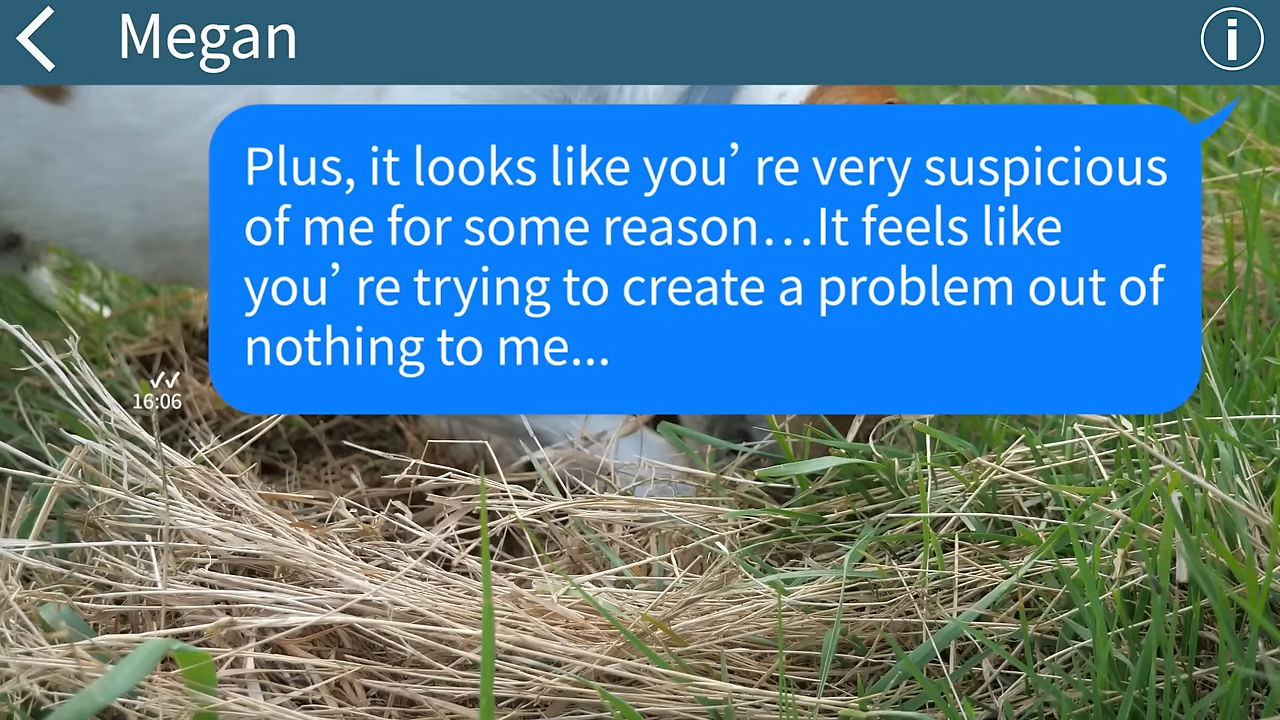 Megan
Plus, it looks like you’ re very suspicious
of me for some reason…It feels like
you’ re trying to create a problem out of
nothing to me...
16:06